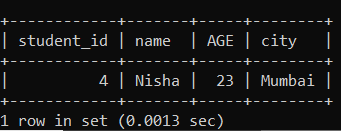 +------------+-------+-----+--------+
| student_id | name  | AGE | city   |
+------------+-------+-----+--------+
|          4 | Nisha |  23 | Mumbai |
+------------+-------+-----+--------+
1 row in set (0.0013 sec)